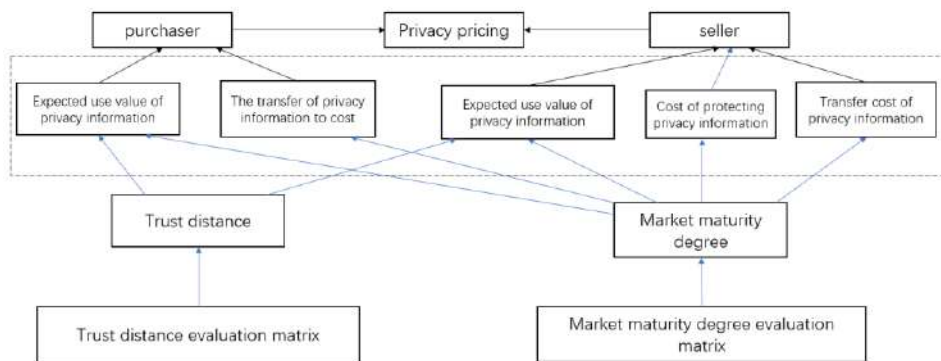 purchaser
Privacy pricing
seller
Expected use value of
privacy information
The transfer of privacy
information to cost
Expected use value of
privacy information
Cost of protecting
privacy information
Transfer cost of
privacy information
Trust distance
Market maturity
degree
Trust distance evaluation matrix
Market maturity degree evaluation
matrix